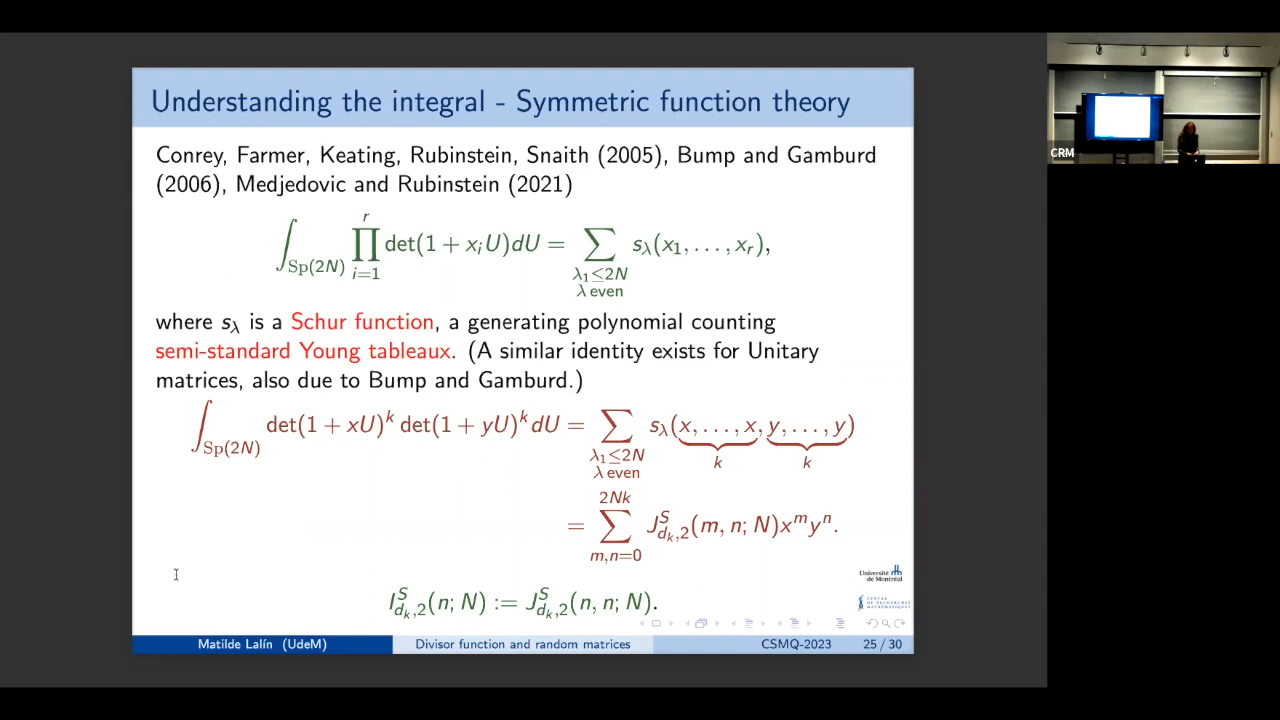 Understanding the integral - Symmetric function theory
Conrey, Farmer, Keating, Rubinstein, Snaith (2005), Bump and Gamburd
(2006), Medjedovic and Rubinstein (2021)
∫_{Sp(2N)} ∏_{i=1}^{r} det(1 + x_i U)dU = ∑_{λ_1≤2N, λ even} s_λ(x_1, . . . , x_r),
where s_λ is a Schur function, a generating polynomial counting
semi-standard Young tableaux. (A similar identity exists for Unitary
matrices, also due to Bump and Gamburd.)
∫_{Sp(2N)} det(1 + xU)^k det(1 + yU)^k dU = ∑_{λ_1≤2N, λ even} s_λ(x, . . . , x, y, . . . , y)
k k
= ∑_{m,n=0}^{2Nk} J^S_{d_k,2}(m, n; N)x^m y^n.
I^S_{d_k,2}(n; N) := J^S_{d_k,2}(n, n; N).
Université de Montréal
CENTRE DE RECHERCHES MATHÉMATIQUES
Matilde Lalín (UdeM) Divisor function and random matrices CSMQ-2023 25 / 30
CRM